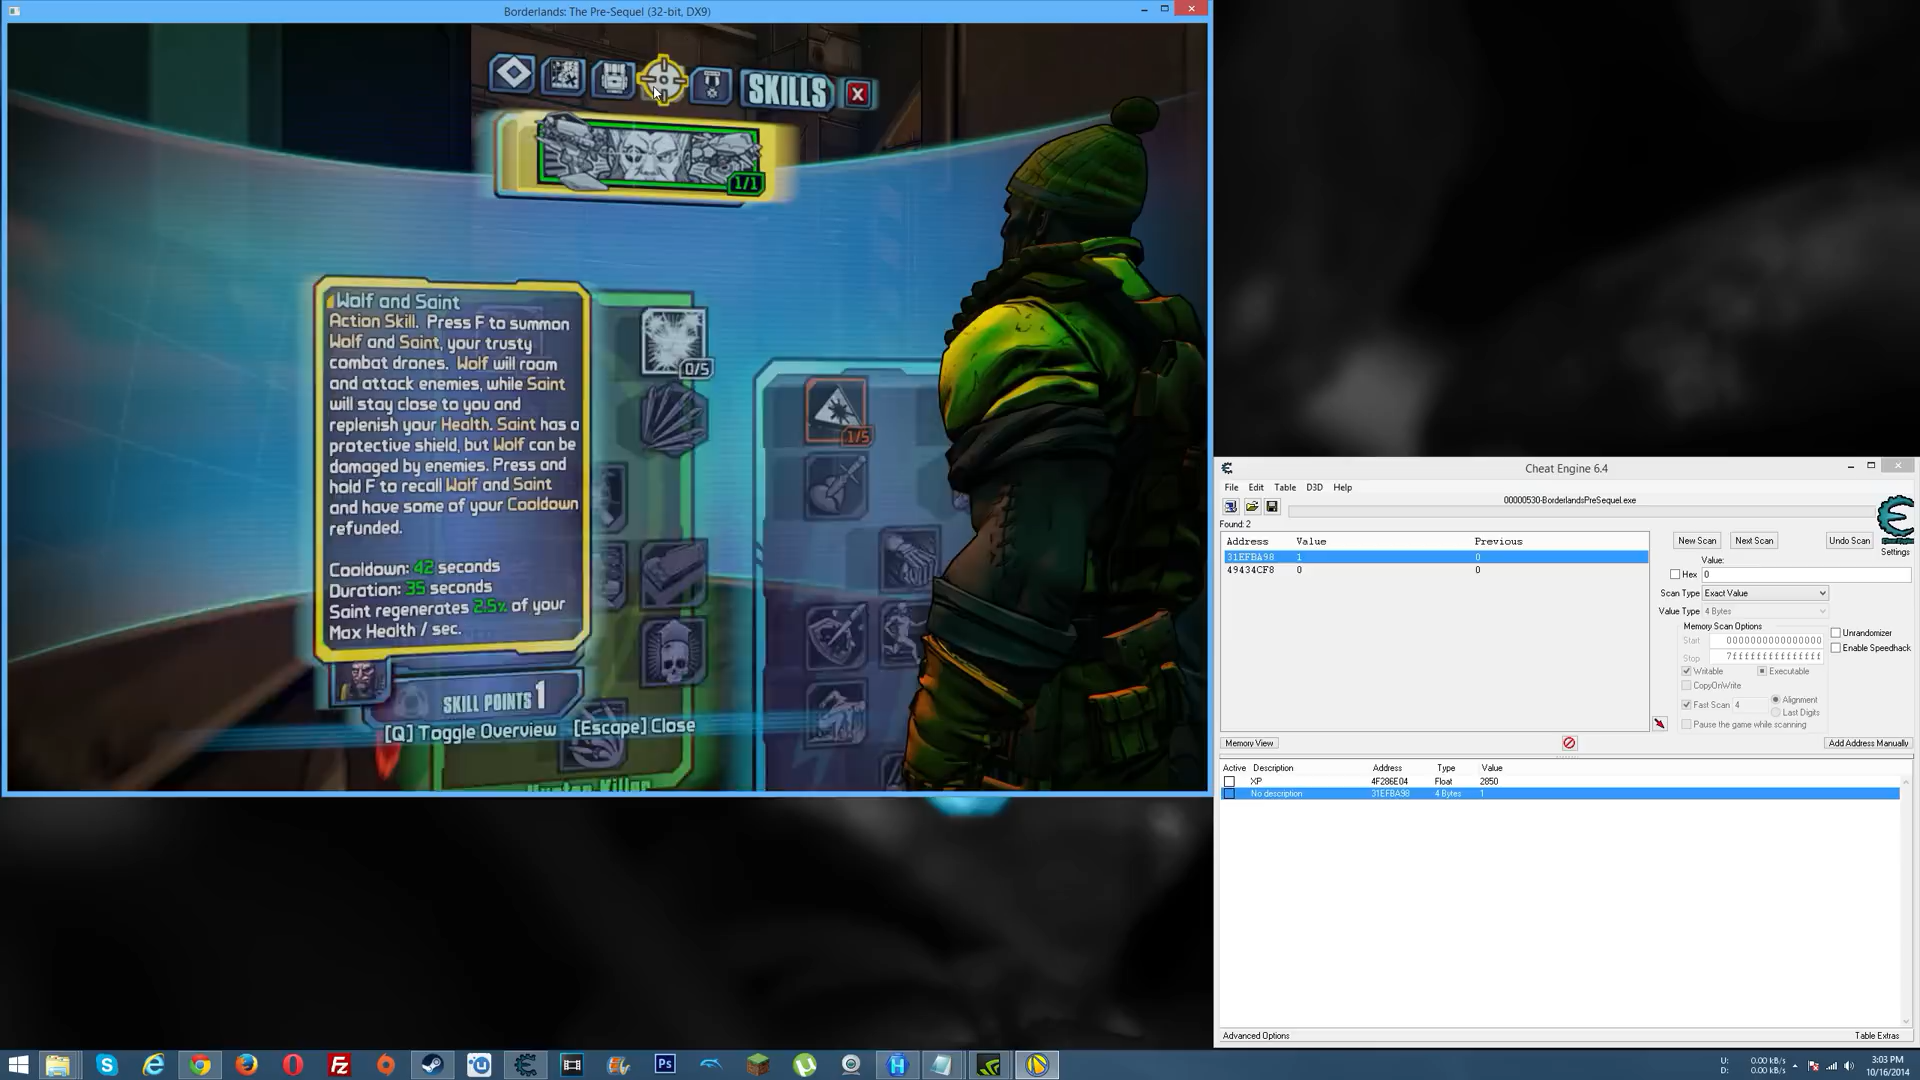 Borderlands: The Pre-Sequel (32-bit, DX9)
SKILLS
X
1/1
Wolf and Saint
Action Skill. Press F to summon
Wolf and Saint, your trusty
combat drones. Wolf will roam
and attack enemies, while Saint
will stay close to you and
replenish your Health. Saint has a
protective shield, but Wolf can be
damaged by enemies. Press and
hold F to recall Wolf and Saint
and have some of your Cooldown
refunded.
Cooldown: 42 seconds
Duration: 35 seconds
Saint regenerates 2.5% of your
Max Health / sec.
0/5
1/5
SKILL POINTS 1
[Q] Toggle Overview [Escape] Close
Hunter Killer
Cheat Engine 6.4
File Edit Table D3D Help
00000530-BorderlandsPreSequel.exe
Found: 2
Address Value Previous
31EFBA98 1 0
49434CF8 0 0
New Scan Next Scan Undo Scan
Settings
Value:
Hex 0
Scan Type Exact Value
Value Type 4 Bytes
Memory Scan Options
Start 0000000000000000
Stop 7fffffffffffffff
Writable Executable
CopyOnWrite
Fast Scan 4 Alignment
Last Digits
Pause the game while scanning
Unrandomizer
Enable Speedhack
Memory View
Add Address Manually
Active Description Address Type Value
XP 4F286E04 Float 2850
No description 31EFBA98 4 Bytes 1
Advanced Options Table Extras
Ps
U: 0.00 kB/s
D: 0.00 kB/s
3:03 PM
10/16/2014